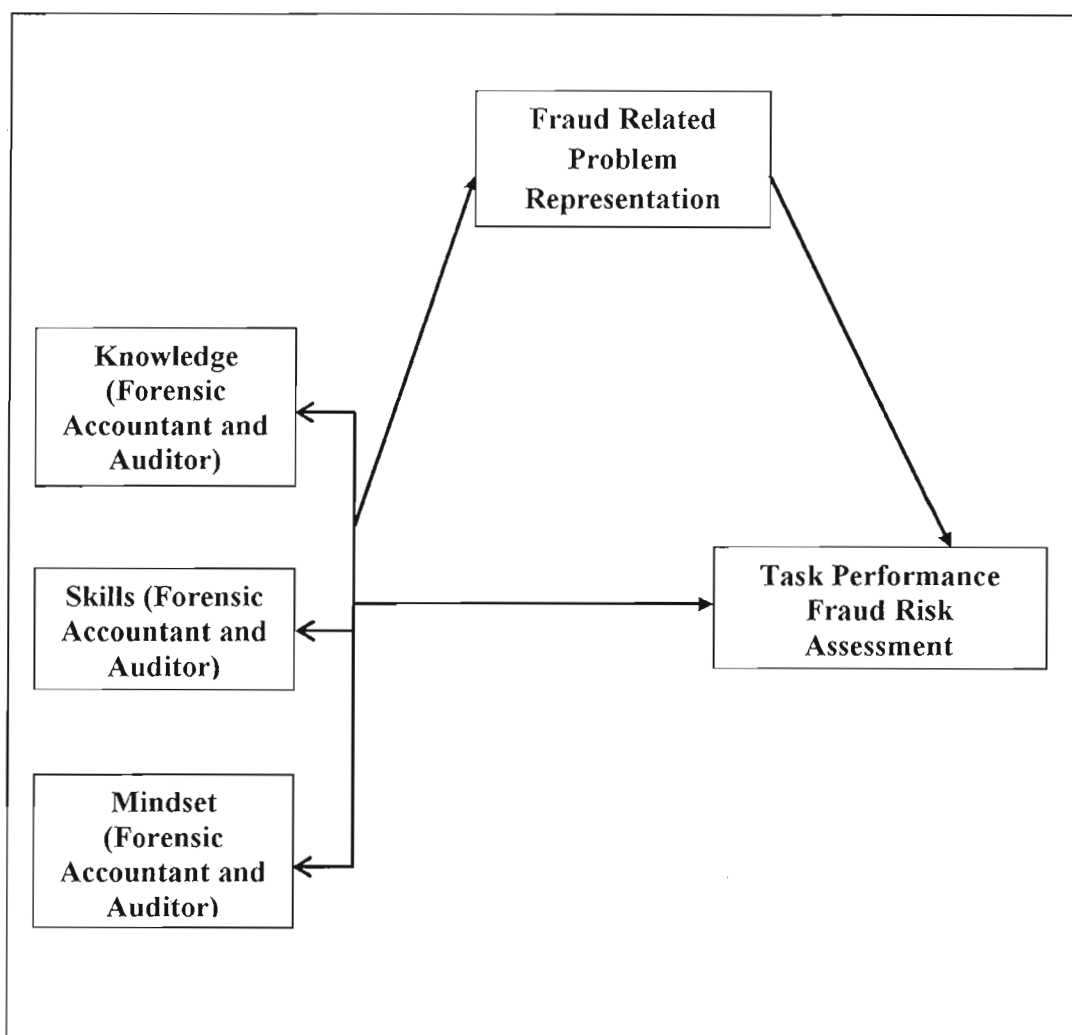 Fraud Related
Problem
Representation
Knowledge
(Forensic
Accountant and
Auditor)
Skills (Forensic
Accountant and
Auditor)
Task Performance
Fraud Risk
Assessment
Mindset
(Forensic
Accountant and
Auditor)